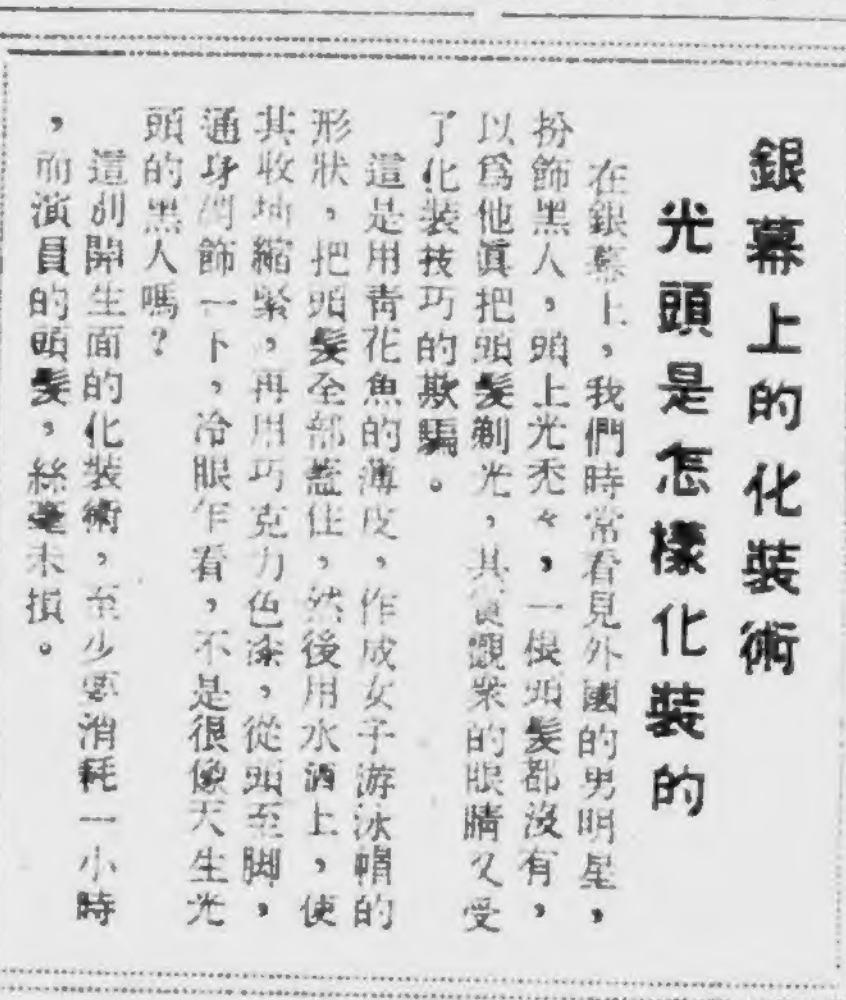 銀幕上的化裝術
光頭是怎樣化裝的
在銀幕上，我們時常看見外國的男明星，
扮飾黑人，頭上光禿々，一根頭髮都沒有，
以爲他眞把頭髮剃光，其實觀衆的眼睛又受
了化裝技巧的欺騙。
這是用青花魚的薄皮，作成女子游泳帽的
形狀，把頭髮全部蓋住，然後用水洒上，使
其收縮緊，再用巧克力色漆，從頭至脚，
通身飾一下，冷眼乍看，不是很像天生光
頭的黑人嗎？
這別開生面的化裝術，至少要消耗一小時
，而演員的頭髮，絲毫未損。